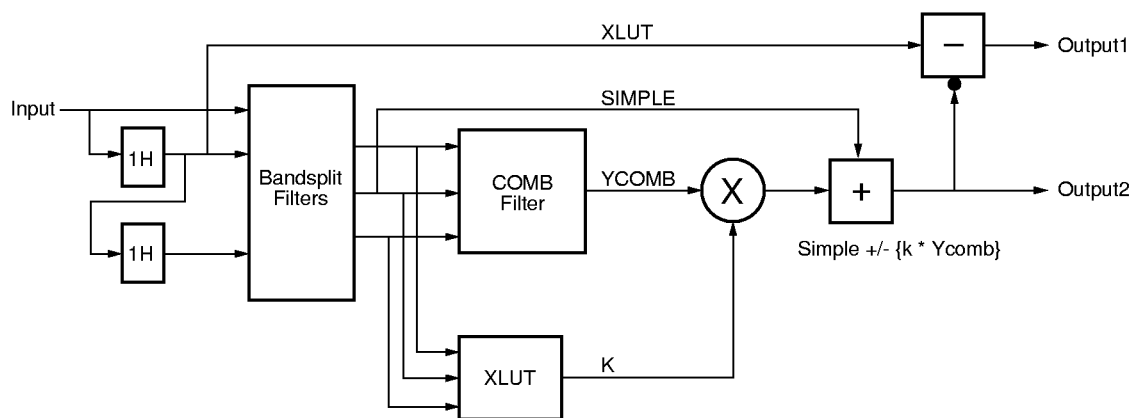 XLUT
−
Output1
Input
SIMPLE
1H
Bandsplit
Filters
COMB
Filter
YCOMB
X
+
Output2
1H
Simple +/- {k * Ycomb}
XLUT
K